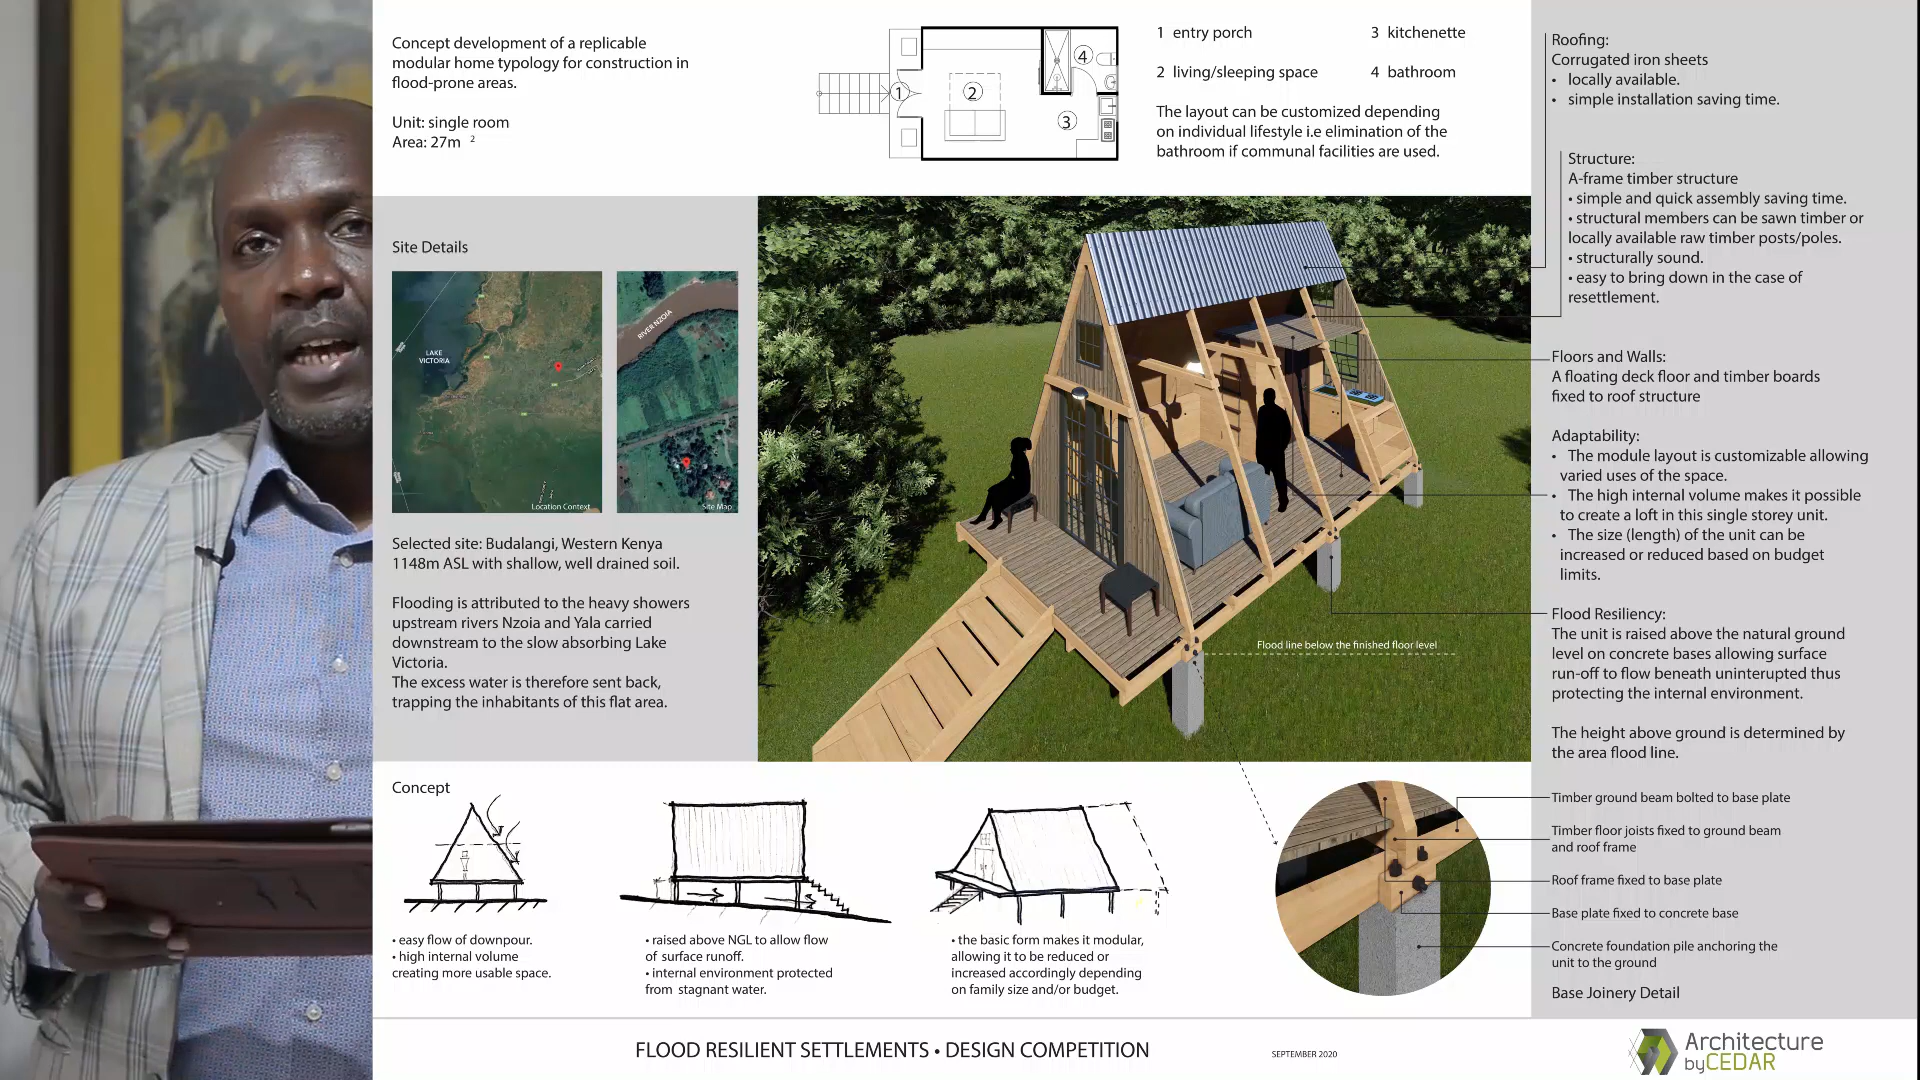 Concept development of a replicable
modular home typology for construction in
flood-prone areas.
Unit: single room
Area: 27m 2
1
2
3
4
1 entry porch
2 living/sleeping space
3 kitchenette
4 bathroom
The layout can be customized depending
on individual lifestyle i.e elimination of the
bathroom if communal facilities are used.
Site Details
LAKE
VICTORIA
Location Context
RIVER NZOIA
Site Map
Selected site: Budalangi, Western Kenya
1148m ASL with shallow, well drained soil.
Flooding is attributed to the heavy showers
upstream rivers Nzoia and Yala carried
downstream to the slow absorbing Lake
Victoria.
The excess water is therefore sent back,
trapping the inhabitants of this flat area.
Flood line below the finished floor level
Roofing:
Corrugated iron sheets
• locally available.
• simple installation saving time.
Structure:
A-frame timber structure
• simple and quick assembly saving time.
• structural members can be sawn timber or
locally available raw timber posts/poles.
• structurally sound.
• easy to bring down in the case of
resettlement.
Floors and Walls:
A floating deck floor and timber boards
fixed to roof structure
Adaptability:
• The module layout is customizable allowing
varied uses of the space.
• The high internal volume makes it possible
to create a loft in this single storey unit.
• The size (length) of the unit can be
increased or reduced based on budget
limits.
Flood Resiliency:
The unit is raised above the natural ground
level on concrete bases allowing surface
run-off to flow beneath uninterrupted thus
protecting the internal environment.
The height above ground is determined by
the area flood line.
Timber ground beam bolted to base plate
Timber floor joists fixed to ground beam
and roof frame
Roof frame fixed to base plate
Base plate fixed to concrete base
Concrete foundation pile anchoring the
unit to the ground
Base Joinery Detail
Concept
• easy flow of downpour.
• high internal volume
creating more usable space.
• raised above NGL to allow flow
of surface runoff.
• internal environment protected
from stagnant water.
• the basic form makes it modular,
allowing it to be reduced or
increased accordingly depending
on family size and/or budget.
FLOOD RESILIENT SETTLEMENTS • DESIGN COMPETITION
SEPTEMBER 2020
Architecture
byCEDAR